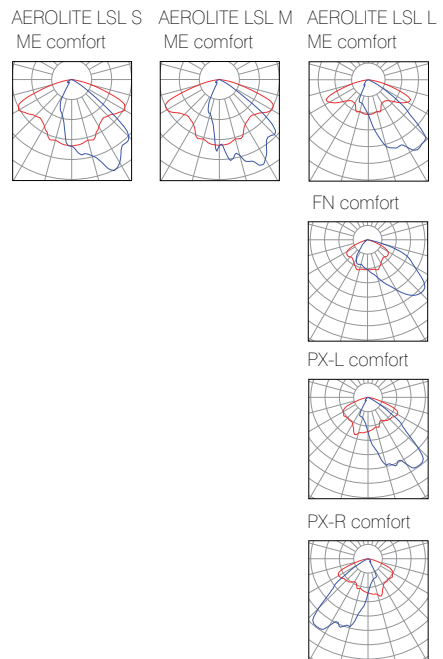 AEROLITE LSL S
ME comfort
AEROLITE LSL M
ME comfort
AEROLITE LSL L
ME comfort
FN comfort
PX-L comfort
PX-R comfort